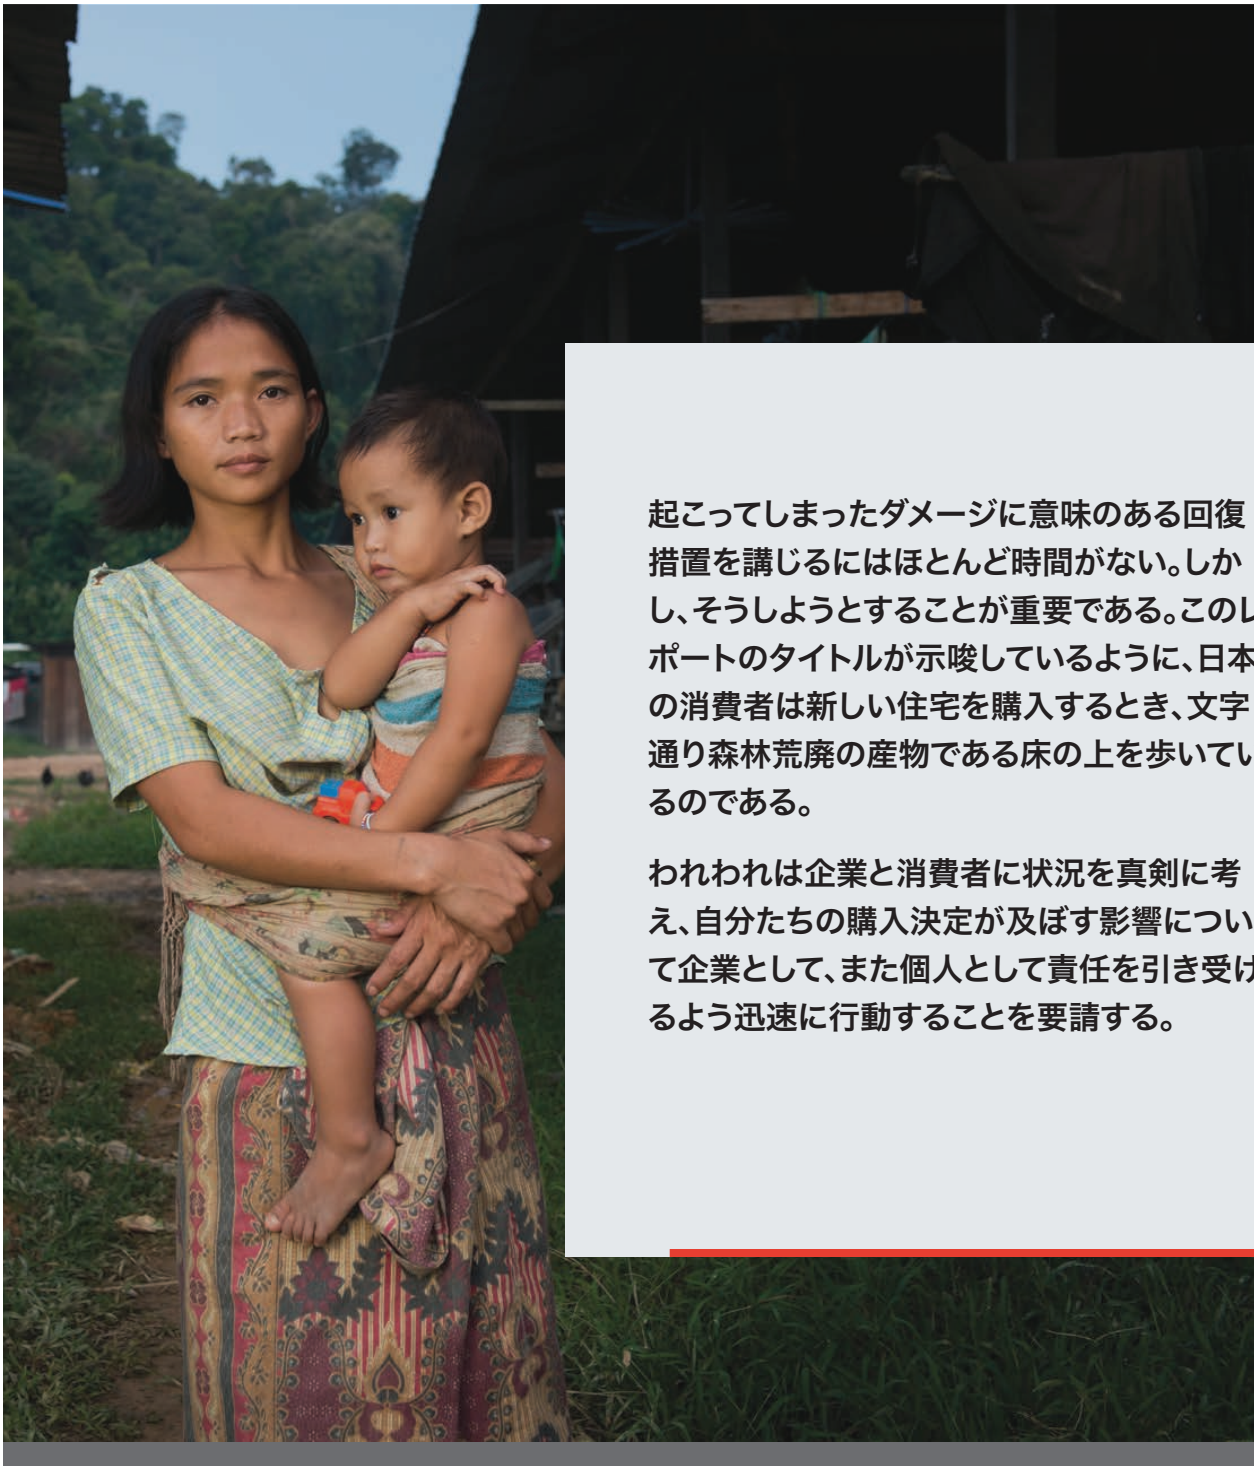 起こってしまったダメージに意味のある回復
措置を講じるにはほとんど時間がない。しか
し、そうしようとすることが重要である。このレ
ポートのタイトルが示唆しているように、日本
の消費者は新しい住宅を購入するとき、文字
通り森林荒廃の産物である床の上を歩いてい
るのである。
われわれは企業と消費者に状況を真剣に考
え、自分たちの購入決定が及ぼす影響につい
て企業として、また個人として責任を引き受け
るよう迅速に行動することを要請する。